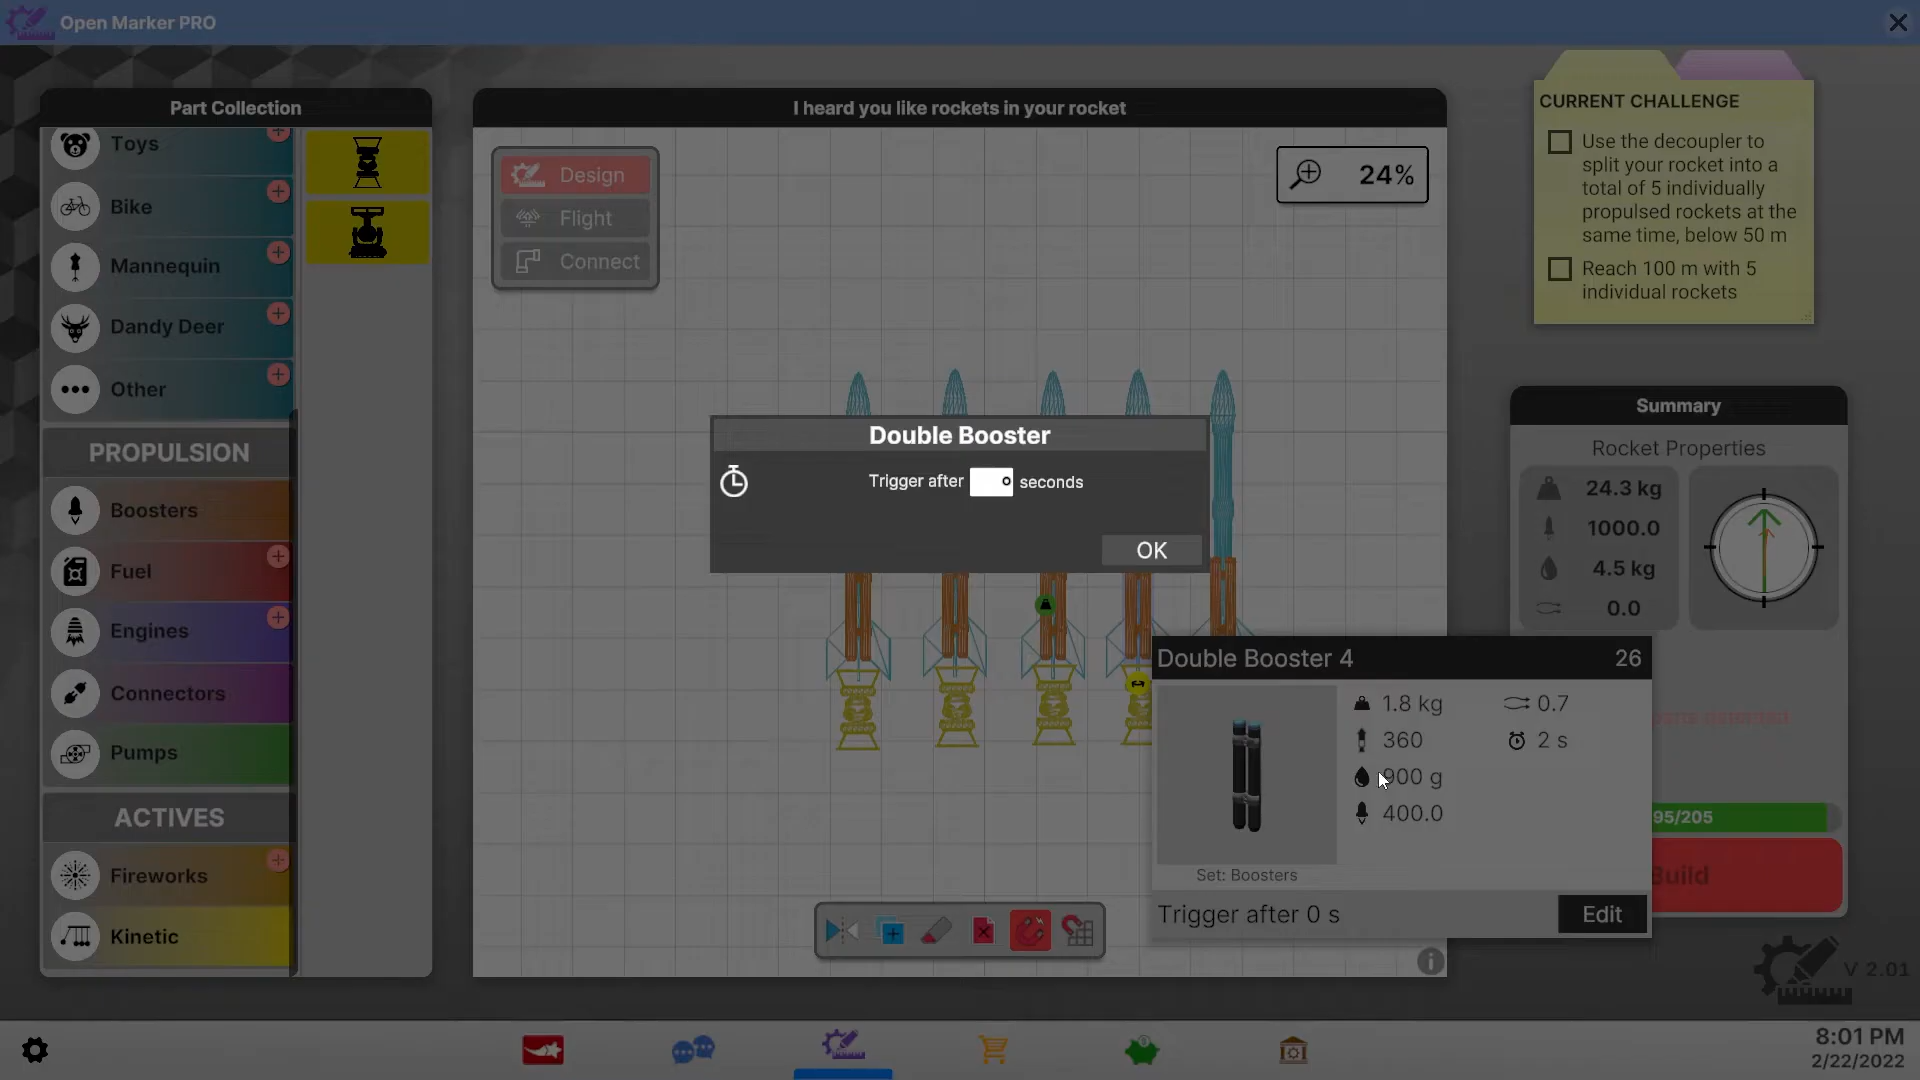 Open Marker PRO
Part Collection
Toys
Bike
Mannequin
Dandy Deer
Other
PROPULSION
Boosters
Fuel
Engines
Connectors
Pumps
ACTIVES
Fireworks
Kinetic
I heard you like rockets in your rocket
Design
Flight
Connect
24%
Double Booster
Trigger after 0 seconds
OK
CURRENT CHALLENGE
Use the decoupler to
split your rocket into a
total of 5 individually
propulsed rockets at the
same time, below 50 m
Reach 100 m with 5
individual rockets
Summary
Rocket Properties
24.3 kg
1000.0
4.5 kg
0.0
Double Booster 4 26
1.8 kg 0.7
360 2 s
900 g
400.0
Set: Boosters
Trigger after 0 s Edit
95/205
Build
V 2.01
8:01 PM
2/22/2022